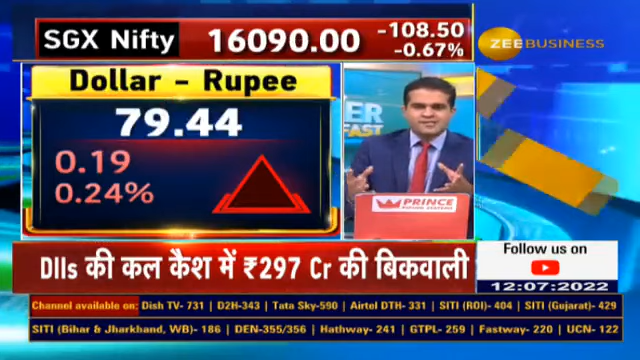 SGX Nifty 16090.00 -108.50
-0.67%
ZEE BUSINESS
Dollar - Rupee
79.44
0.19
0.24%
PRINCE
DIIs की कल कैश में ₹297 Cr की बिकवाली
Follow us on
12:07:2022
Channel available on: Dish TV- 731 | D2H-343 | Tata Sky-590 | Airtel DTH- 331 | SITI (ROI)- 404 | SITI (Gujarat)- 429
SITI (Bihar & Jharkhand, WB)- 186 | DEN-355/356 | Hathway- 241 | GTPL- 259 | Fastway- 220 | UCN- 122